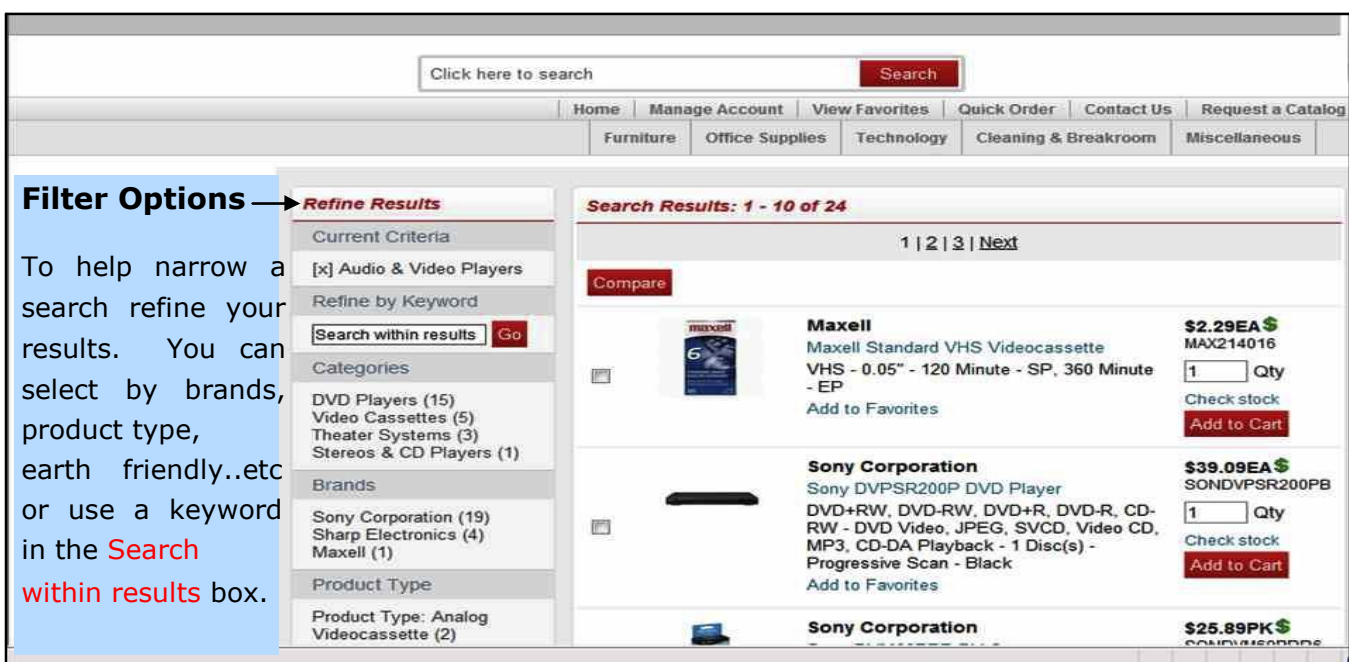 Click here to search
Search
Home | Manage Account | View Favorites | Quick Order | Contact Us | Request a Catalog
Furniture | Office Supplies | Technology | Cleaning & Breakroom | Miscellaneous
Filter Options
To help narrow a
search refine your
results. You can
select by brands,
product type,
earth friendly..etc
or use a keyword
in the Search
within results box.
Refine Results
Current Criteria
[x] Audio & Video Players
Refine by Keyword
Search within results
Go
Categories
DVD Players (15)
Video Cassettes (5)
Theater Systems (3)
Stereos & CD Players (1)
Brands
Sony Corporation (19)
Sharp Electronics (4)
Maxell (1)
Product Type
Product Type: Analog
Videocassette (2)
Search Results: 1 - 10 of 24
1 | 2 | 3 | Next
Compare
maxell
6
Maxell
Maxell Standard VHS Videocassette
VHS - 0.05" - 120 Minute - SP, 360 Minute
- EP
Add to Favorites
$2.29EA$
MAX214016
1 Qty
Check stock
Add to Cart
Sony Corporation
Sony DVPSR200P DVD Player
DVD+RW, DVD-RW, DVD+R, DVD-R, CD-
RW - DVD Video, JPEG, SVCD, Video CD,
MP3, CD-DA Playback - 1 Disc(s) -
Progressive Scan - Black
Add to Favorites
$39.09EA$
SONDVPSR200PB
1 Qty
Check stock
Add to Cart
Sony Corporation
$25.89PK$